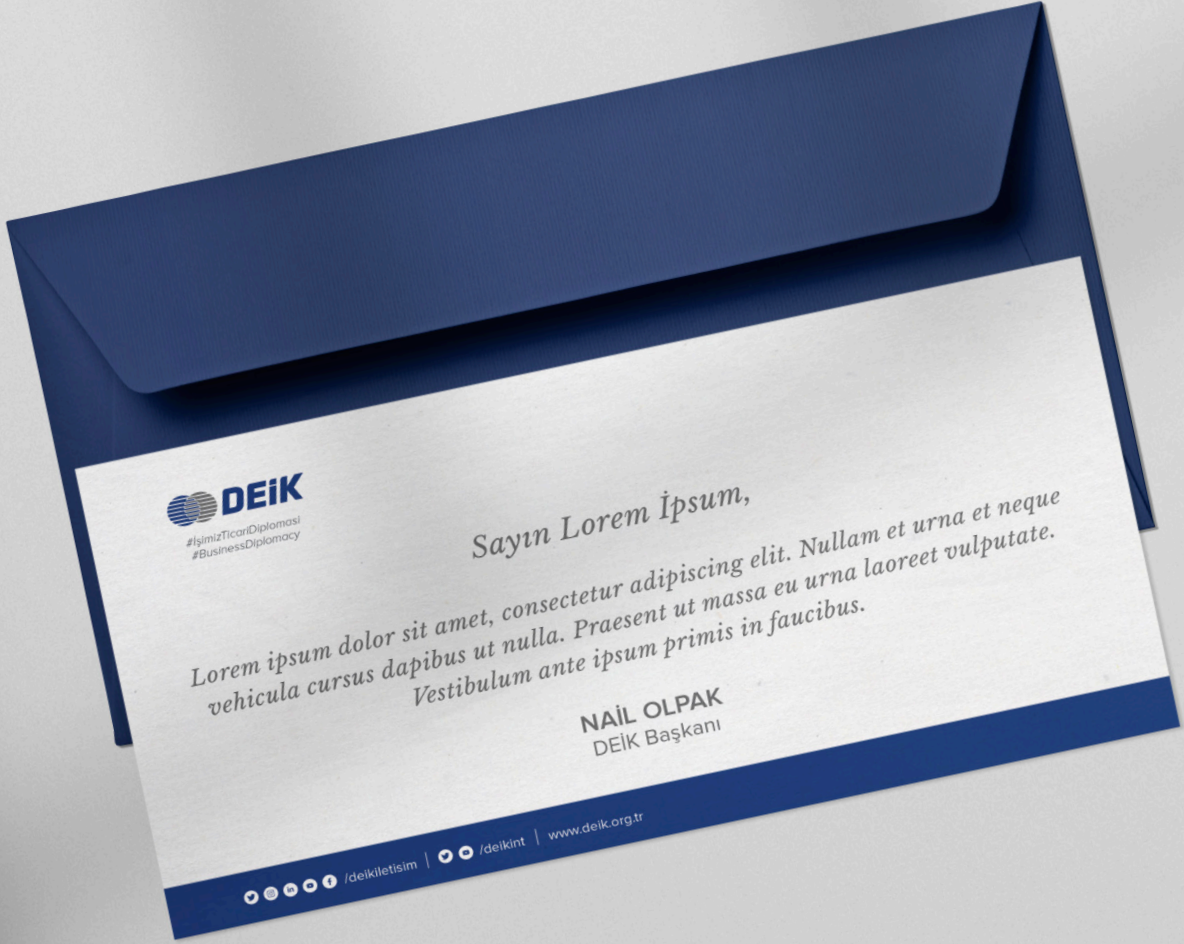 DEiK
#İşimizTicariDiplomasi
#BusinessDiplomacy
Sayın Lorem İpsum,
Lorem ipsum dolor sit amet, consectetur adipiscing elit. Nullam et urna et neque
vehicula cursus dapibus ut nulla. Praesent ut massa eu urna laoreet vulputate.
Vestibulum ante ipsum primis in faucibus.
NAİL OLPAK
DEİK Başkanı
/deikiletisim | /deikint | www.deik.org.tr